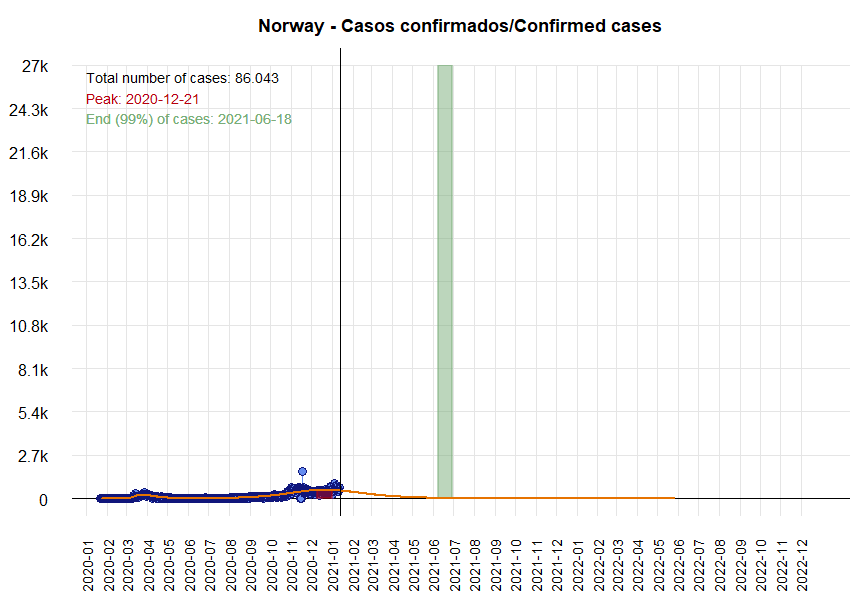 Norway - Casos confirmados/Confirmed cases
27k
Total number of cases: 86.043
Peak: 2020-12-21
End (99%) of cases: 2021-06-18
24.3k
21.6k
18.9k
16.2k
13.5k
10.8k
8.1k
5.4k
2.7k
0
2020-01
2020-02
2020-03
2020-04
2020-05
2020-06
2020-07
2020-08
2020-09
2020-10
2020-11
2020-12
2021-01
2021-02
2021-03
2021-04
2021-05
2021-06
2021-07
2021-08
2021-09
2021-10
2021-11
2021-12
2022-01
2022-02
2022-03
2022-04
2022-05
2022-06
2022-07
2022-08
2022-09
2022-10
2022-11
2022-12